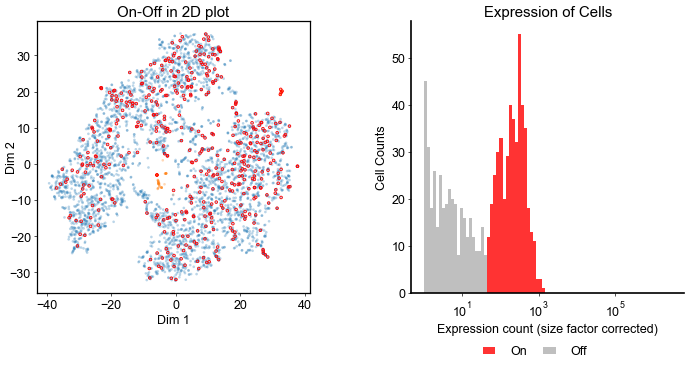 On-Off in 2D plot
Dim 2
30
20
10
0
−10
−20
−30
−40
−20
0
20
40
Dim 1
Expression of Cells
Cell Counts
50
40
30
20
10
0
10¹
10³
10⁵
Expression count (size factor corrected)
On
Off